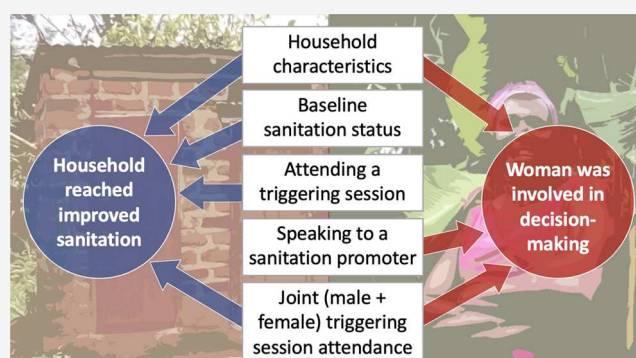 Household
characteristics
Baseline
sanitation status
Attending a
triggering session
Speaking to a
sanitation promoter
Joint (male +
female) triggering
session attendance
Household
reached
improved
sanitation
Woman was
involved in
decision-
making